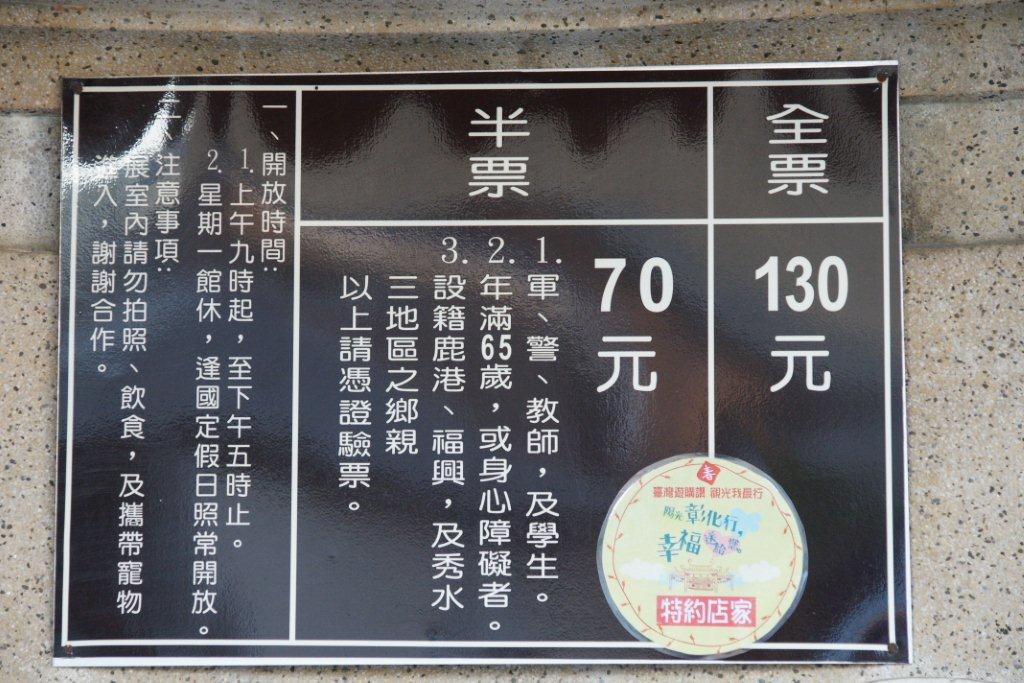 全票
130
元
半票
70
元
1.軍、警、教師，及學生。
2.年滿65歲，或身心障礙者。
3.設籍鹿港、福興，及秀水
三地區之鄉親
以上請憑證驗票。
一、開放時間：
1.上午九時起，至下午五時止。
2.星期一館休，逢國定假日照常開放。
二、注意事項：
展室內請勿拍照、飲食，及攜帶寵物
進入，謝謝合作。
臺灣遊購讚 觀光我最行
陽光彰化行，
幸福送給您。
特約店家